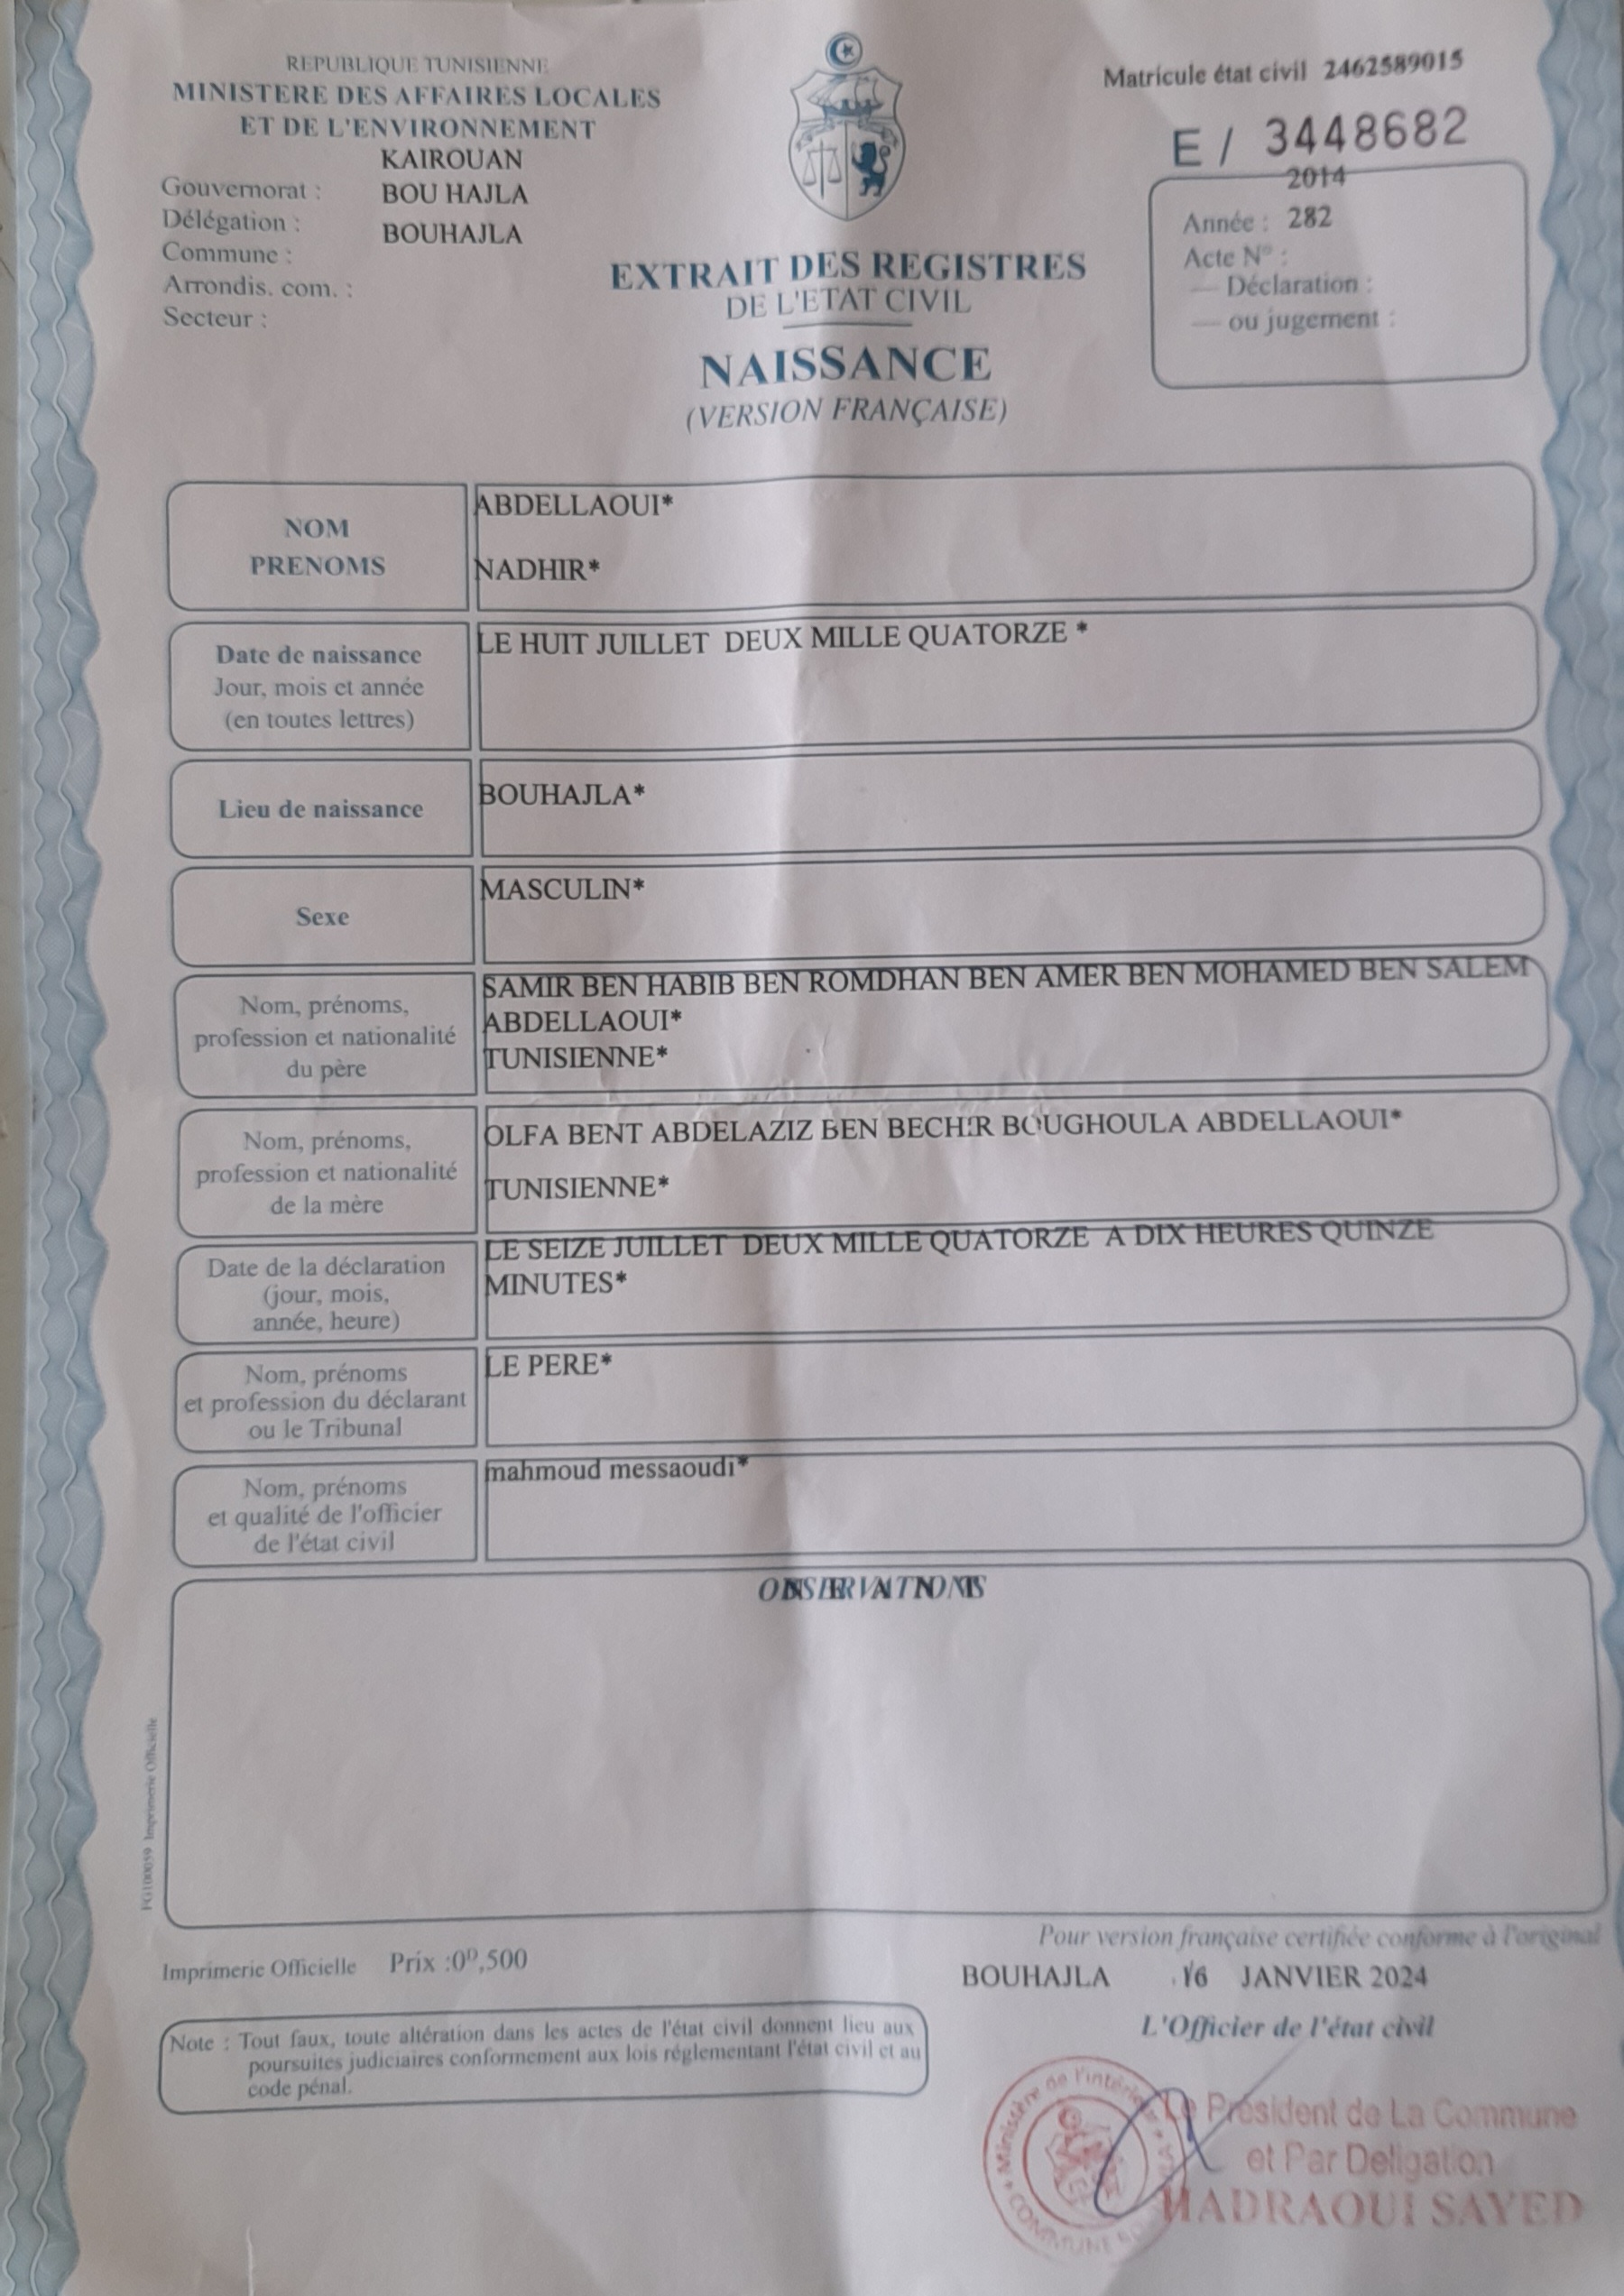 REPUBLIQUE TUNISIENNE
MINISTERE DES AFFAIRES LOCALES
ET DE L'ENVIRONNEMENT
KAIROUAN
Gouvernorat : BOU HAJLA
Délégation :
BOUHAJLA
Commune :
Arrondis. com. :
Secteur :
Matricule état civil 2462589015
E / 3448682
2014
Année : 282
Acte N° :
— Déclaration :
— ou jugement :
EXTRAIT DES REGISTRES
DE L'ETAT CIVIL
NAISSANCE
(VERSION FRANÇAISE)
NOM
PRENOMS
ABDELLAOUI*
NADHIR*
Date de naissance
Jour, mois et année
(en toutes lettres)
LE HUIT JUILLET DEUX MILLE QUATORZE *
Lieu de naissance
BOUHAJLA*
Sexe
MASCULIN*
Nom, prénoms,
profession et nationalité
du père
SAMIR BEN HABIB BEN ROMDHAN BEN AMER BEN MOHAMED BEN SALEM
ABDELLAOUI*
TUNISIENNE*
Nom, prénoms,
profession et nationalité
de la mère
OLFA BENT ABDELAZIZ BEN BECHIR BOUGHOULA ABDELLAOUI*
TUNISIENNE*
Date de la déclaration
(jour, mois,
année, heure)
LE SEIZE JUILLET DEUX MILLE QUATORZE A DIX HEURES QUINZE
MINUTES*
Nom, prénoms
et profession du déclarant
ou le Tribunal
LE PERE*
Nom, prénoms
et qualité de l'officier
de l'état civil
mahmoud messaoudi*
OBSERVATIONS
FG100059 Imprimerie Officielle
Pour version française certifiée conforme à l'original
Imprimerie Officielle Prix :0ᴰ,500
BOUHAJLA 16 JANVIER 2024
L'Officier de l'état civil
Note : Tout faux, toute altération dans les actes de l'état civil donnent lieu aux
poursuites judiciaires conformement aux lois réglementant l'état civil et au
code pénal.
Ministère de l'intérieur
COMMUNE
Le Président de La Commune
et Par Deligation
HADRAOUI SAYED